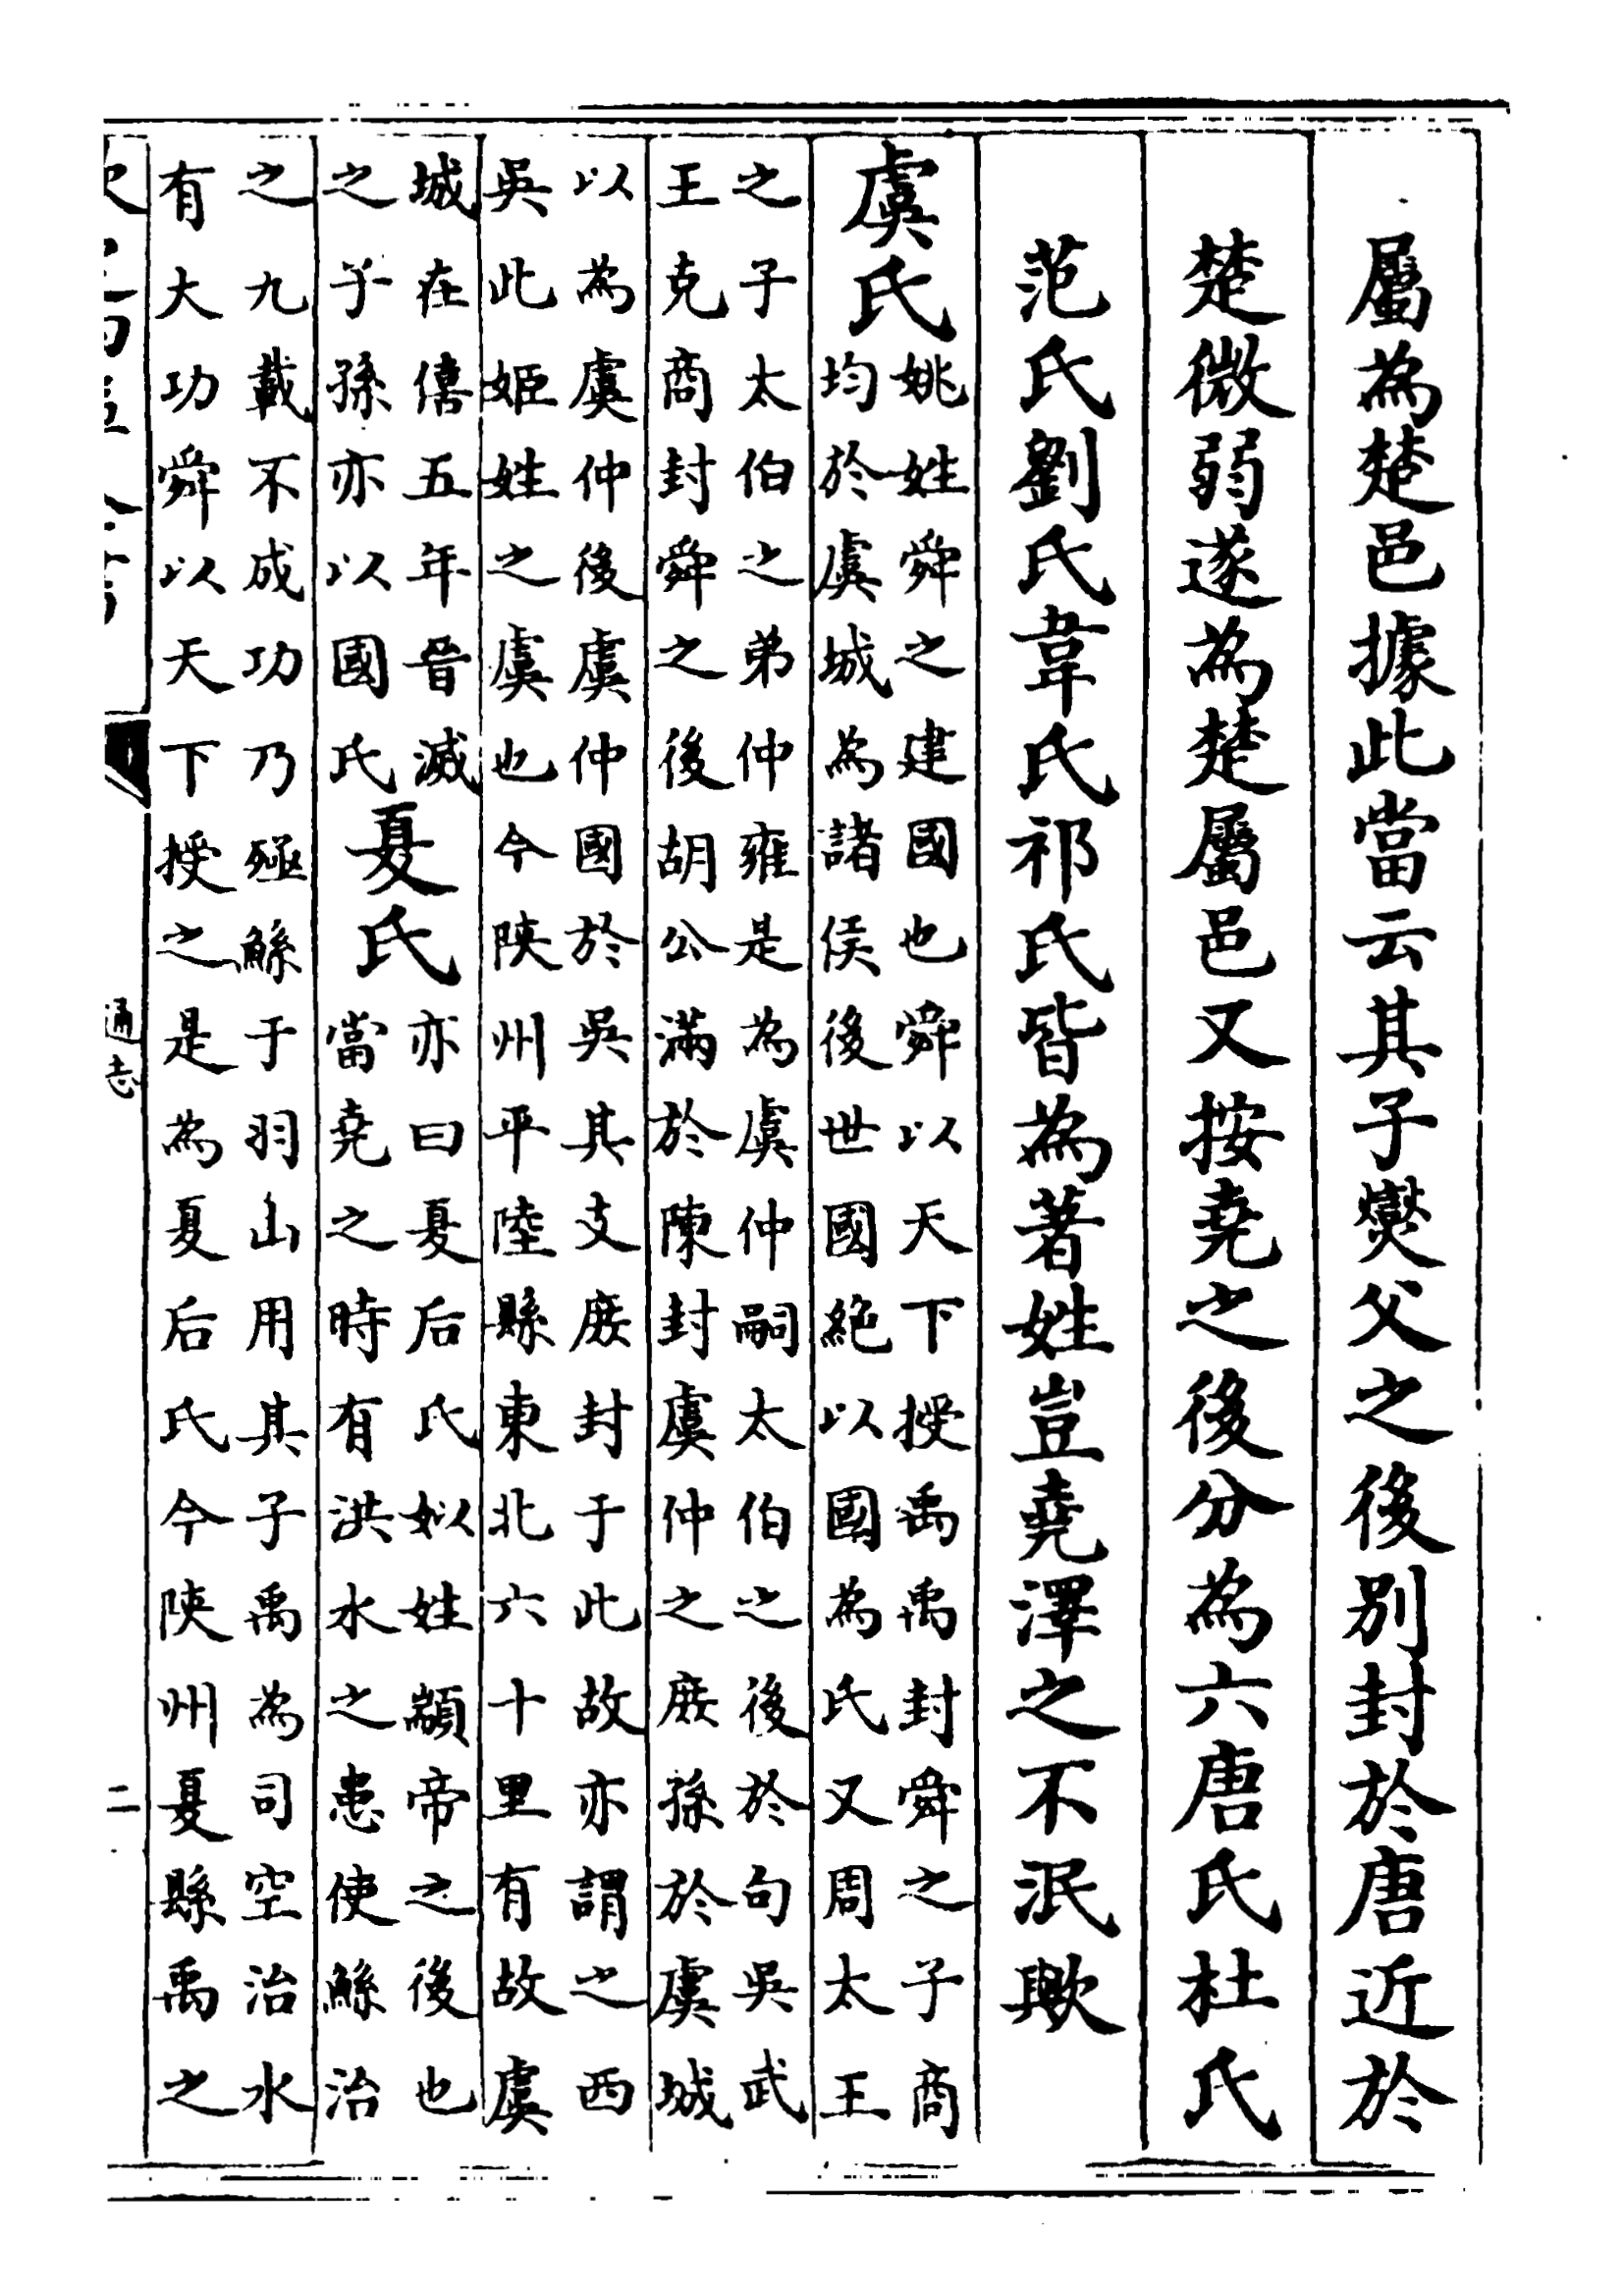 屬為楚邑據此當云其子燮父之後別封於唐近於
楚微弱遂為楚屬邑又按堯之後分為六唐氏杜氏
范氏劉氏韋氏祁氏皆為著姓豈堯澤之不泯歟
虞氏
姚姓舜之建國也舜以天下授禹禹封舜之子商
均於虞城為諸侯後世國絶以國為氏又周太王
之子太伯之弟仲雍是為虞仲嗣太伯之後於句吳武
王克商封舜之後胡公滿於陳封虞仲之庶孫於虞城
以為虞仲後虞仲國於吳其支庶封于此故亦謂之西
吳此姬姓之虞也今陝州平陸縣東北六十里有故虞
城在僖五年晉滅
之子孫亦以國氏
夏氏
亦曰夏后氏姒姓顓帝之後也
當堯之時有洪水之患使鯀治
之九載不成功乃殛鯀于羽山用其子禹為司空治水
有大功舜以天下授之是為夏后氏今陝州夏縣禹之
通志
二